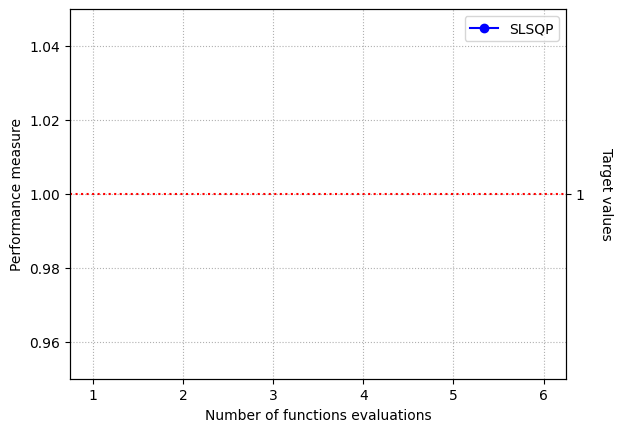 SLSQP
Performance measure
1.04
1.02
1.00
0.98
0.96
1
Target values
1 2 3 4 5 6
Number of functions evaluations